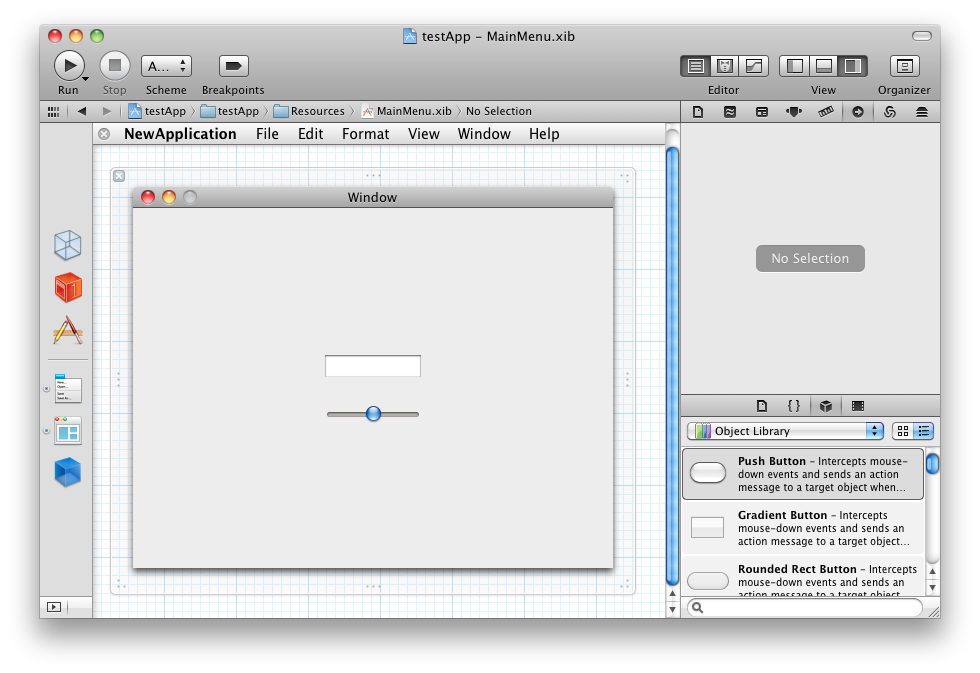 testApp – MainMenu.xib
A...
Run
Stop
Scheme
Breakpoints
Editor
View
Organizer
testApp
testApp
Resources
MainMenu.xib
No Selection
NewApplication File Edit Format View Window Help
Window
No Selection
{ }
Object Library
Push Button – Intercepts mouse-
down events and sends an action
message to a target object when...
Gradient Button – Intercepts
mouse-down events and sends an
action message to a target object...
Rounded Rect Button – Intercepts
mouse-down events and sends an
action message to a target object...